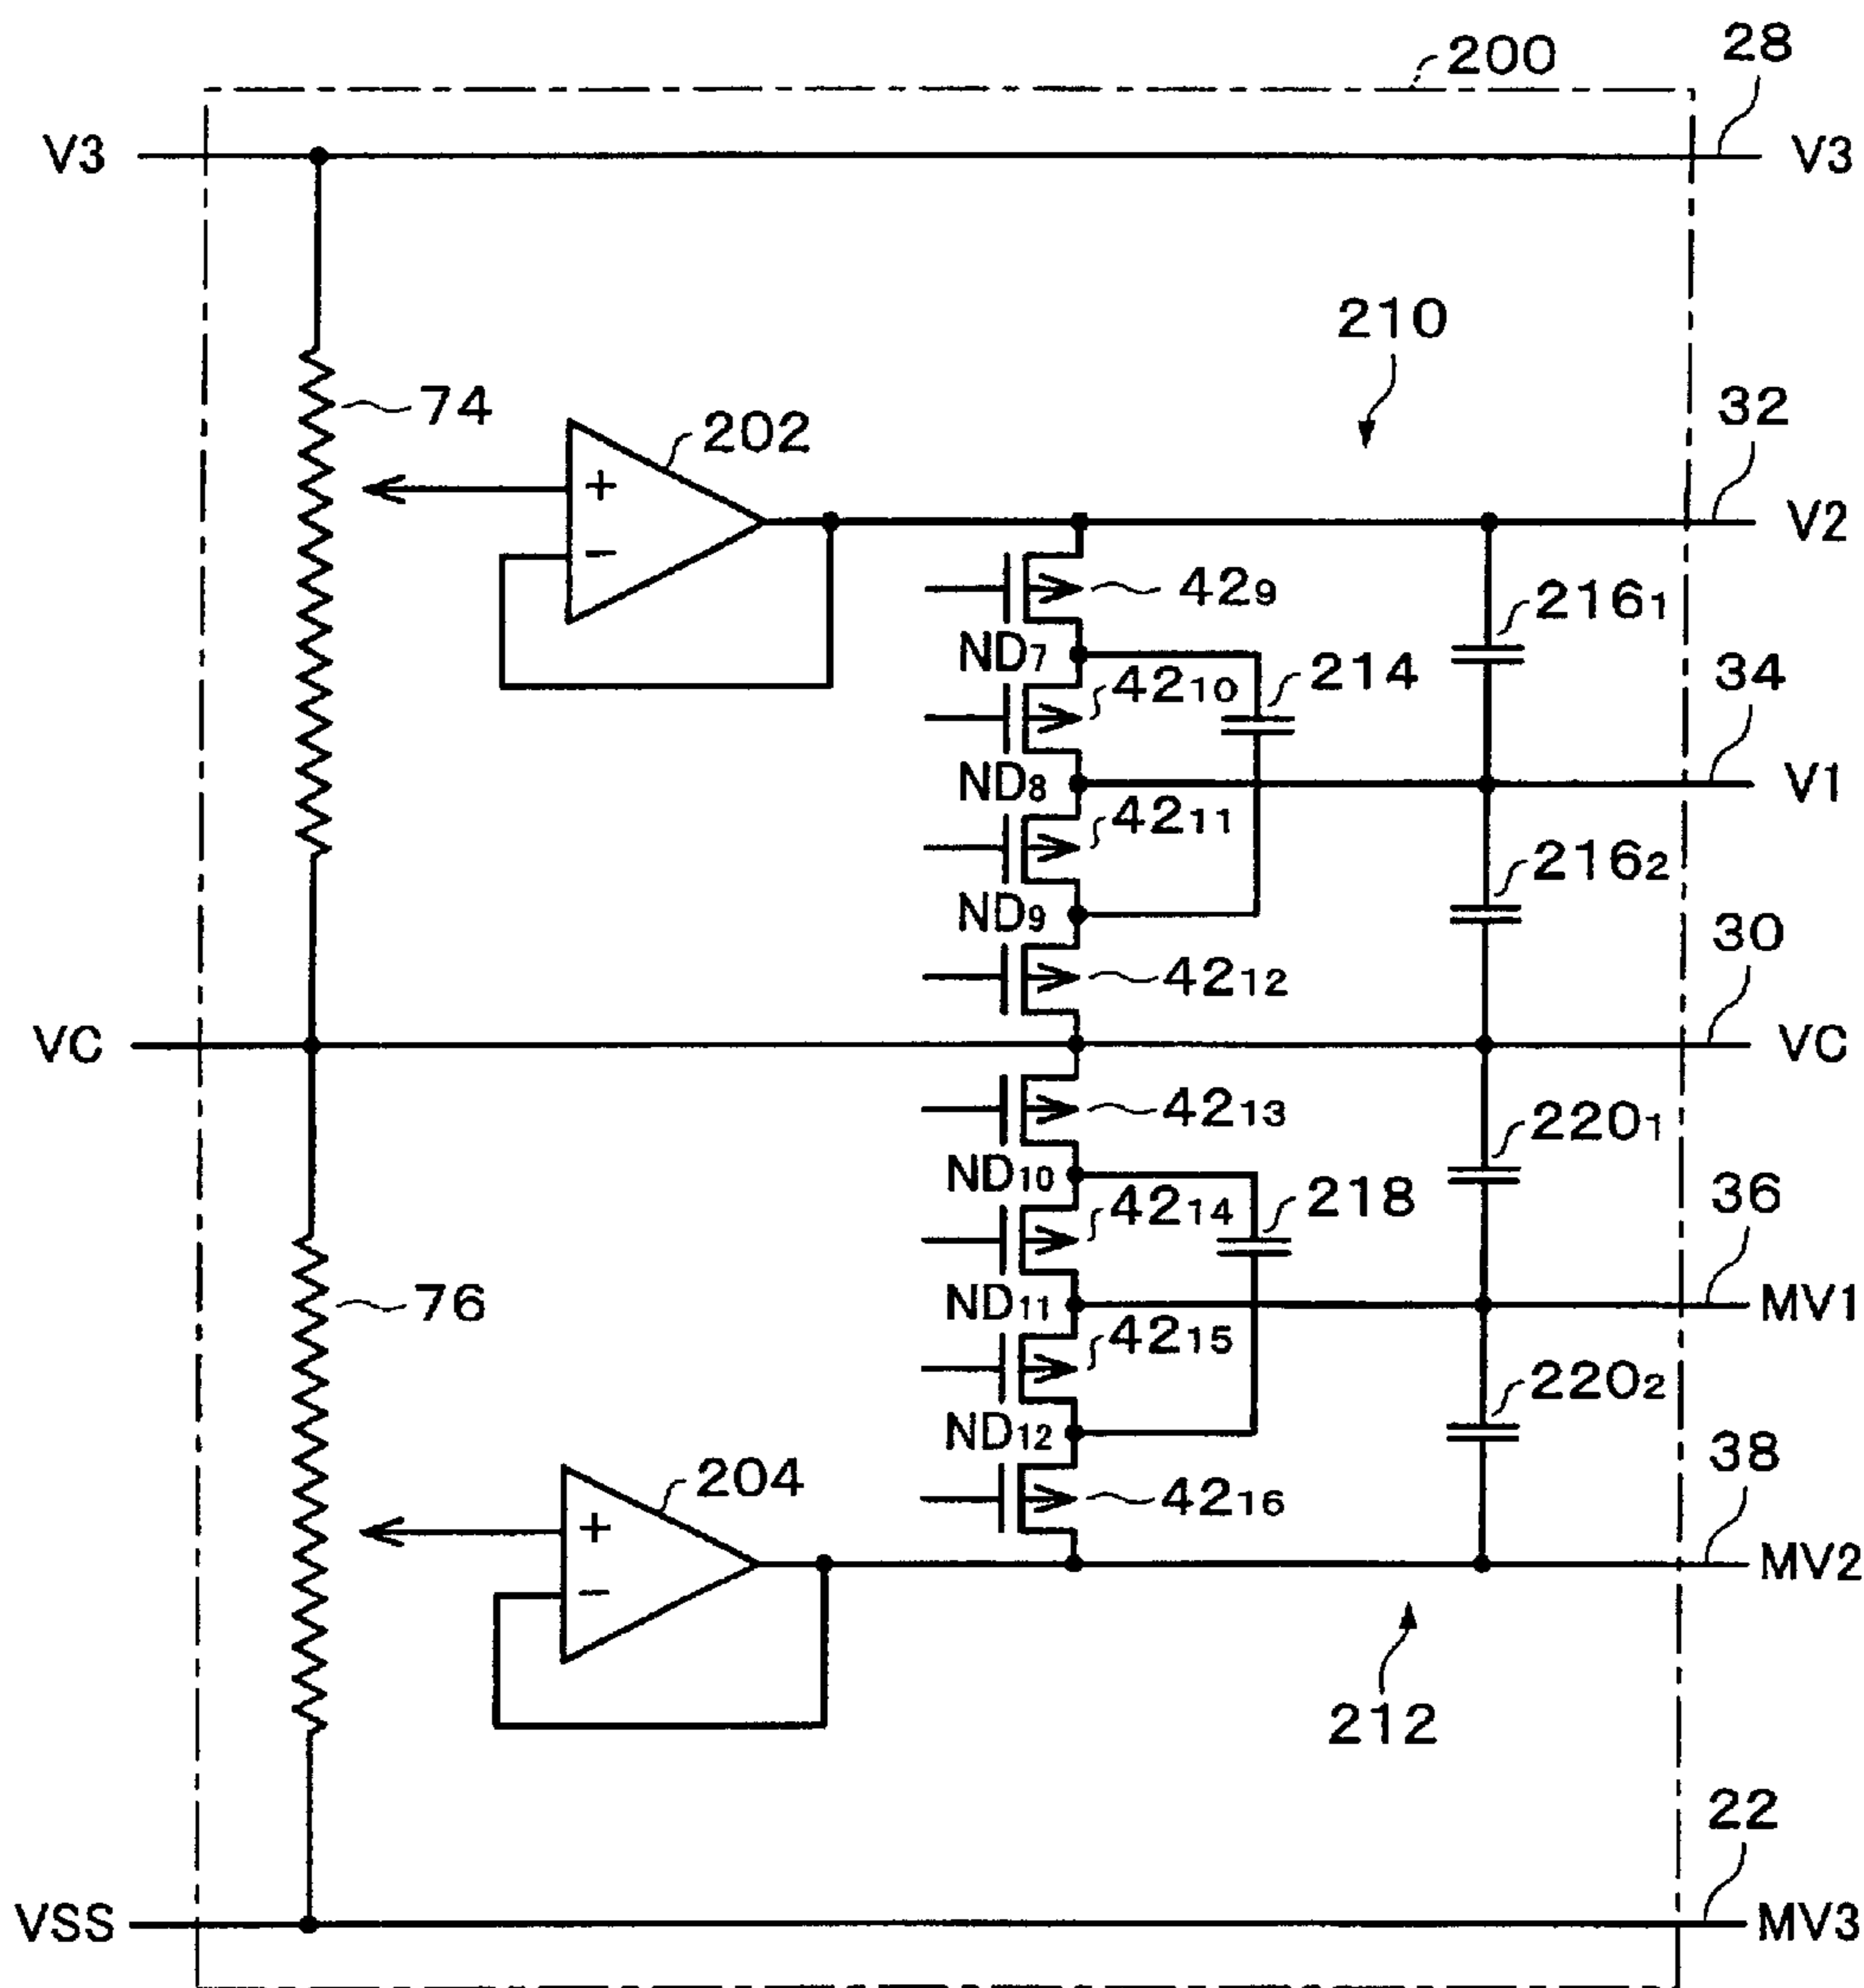 200
28
V3
V3
210
74
202
32
+
-
V2
42₉
216₁
ND₇
214
34
42₁₀
ND₈
V1
42₁₁
216₂
ND₉
30
42₁₂
VC
VC
42₁₃
220₁
ND₁₀
218
36
42₁₄
76
ND₁₁
MV1
42₁₅
220₂
ND₁₂
38
204
42₁₆
+
-
MV2
212
22
VSS
MV3